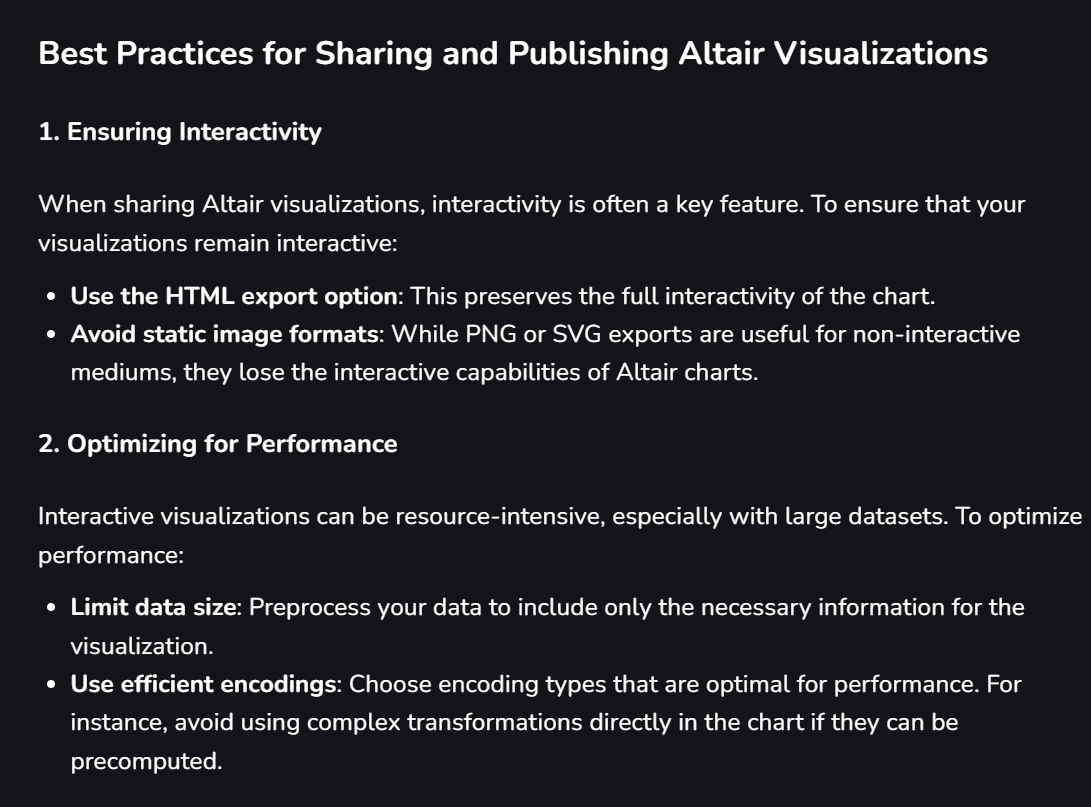 Best Practices for Sharing and Publishing Altair Visualizations
1. Ensuring Interactivity
When sharing Altair visualizations, interactivity is often a key feature. To ensure that your
visualizations remain interactive:
• Use the HTML export option: This preserves the full interactivity of the chart.
• Avoid static image formats: While PNG or SVG exports are useful for non-interactive
mediums, they lose the interactive capabilities of Altair charts.
2. Optimizing for Performance
Interactive visualizations can be resource-intensive, especially with large datasets. To optimize
performance:
• Limit data size: Preprocess your data to include only the necessary information for the
visualization.
• Use efficient encodings: Choose encoding types that are optimal for performance. For
instance, avoid using complex transformations directly in the chart if they can be
precomputed.